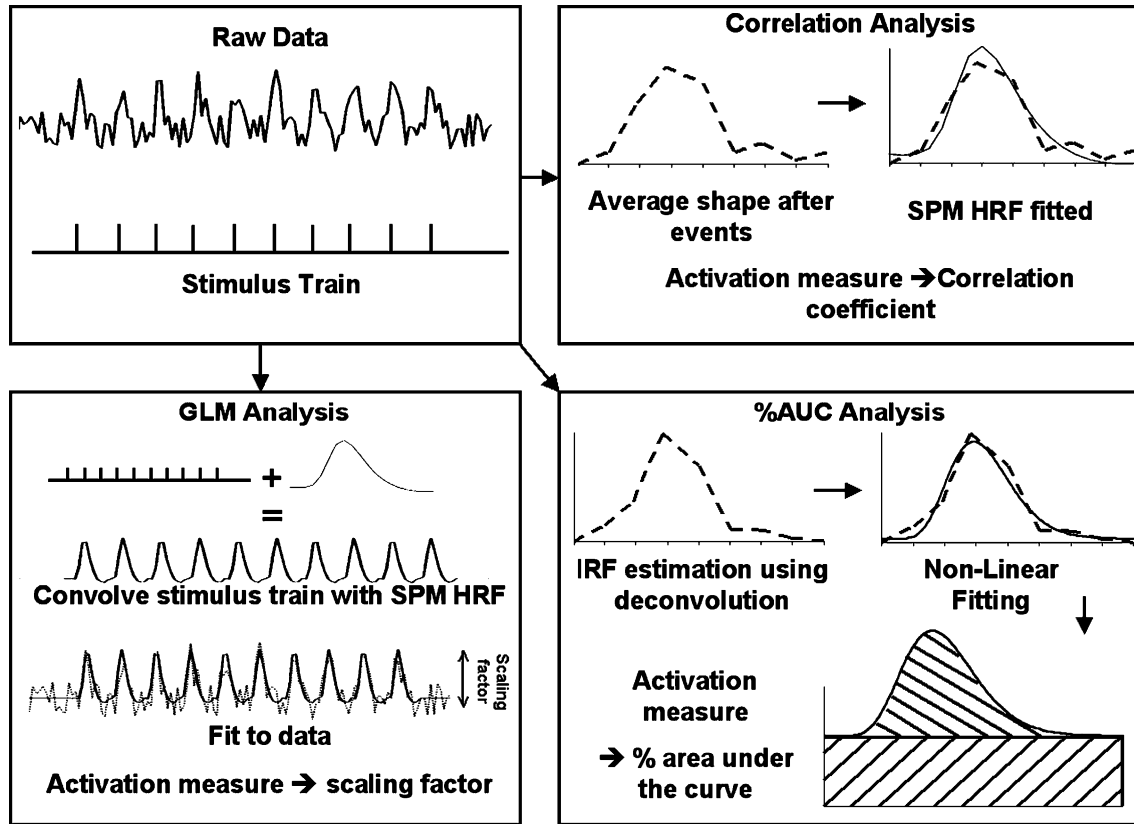 Raw Data
Stimulus Train
Correlation Analysis
Average shape after
events
SPM HRF fitted
Activation measure ➔Correlation
coefficient
GLM Analysis
+
=
Convolve stimulus train with SPM HRF
Scaling
factor
Fit to data
Activation measure ➔ scaling factor
%AUC Analysis
IRF estimation using
deconvolution
Non-Linear
Fitting
Activation
measure
➔ % area under
the curve